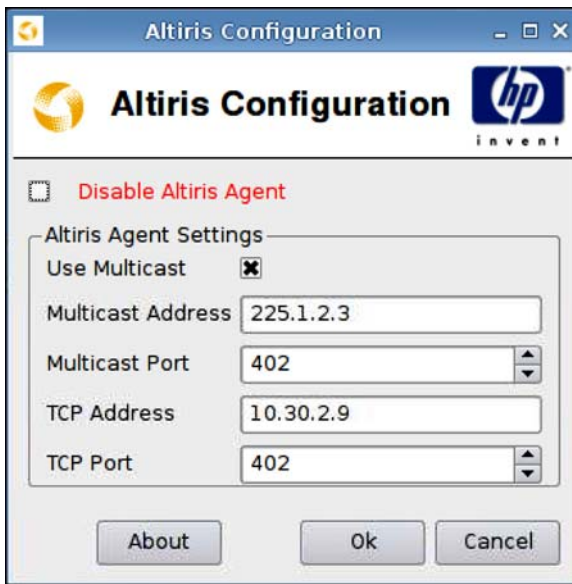 Altiris Configuration
Altiris Configuration
hp
invent
Disable Altiris Agent
Altiris Agent Settings
Use Multicast
Multicast Address 225.1.2.3
Multicast Port 402
TCP Address 10.30.2.9
TCP Port 402
About Ok Cancel